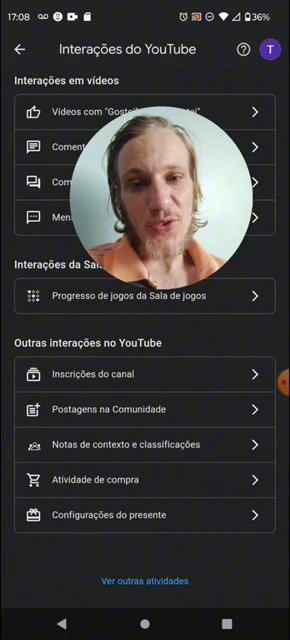 17:08
36%
Interações do YouTube
T
Interações em vídeos
Vídeos com "Gostei
Interações da Sala
Progresso de jogos da Sala de jogos
Outras interações no YouTube
Inscrições do canal
Postagens na Comunidade
Notas de contexto e classificações
Atividade de compra
Configurações do presente
Ver outras atividades